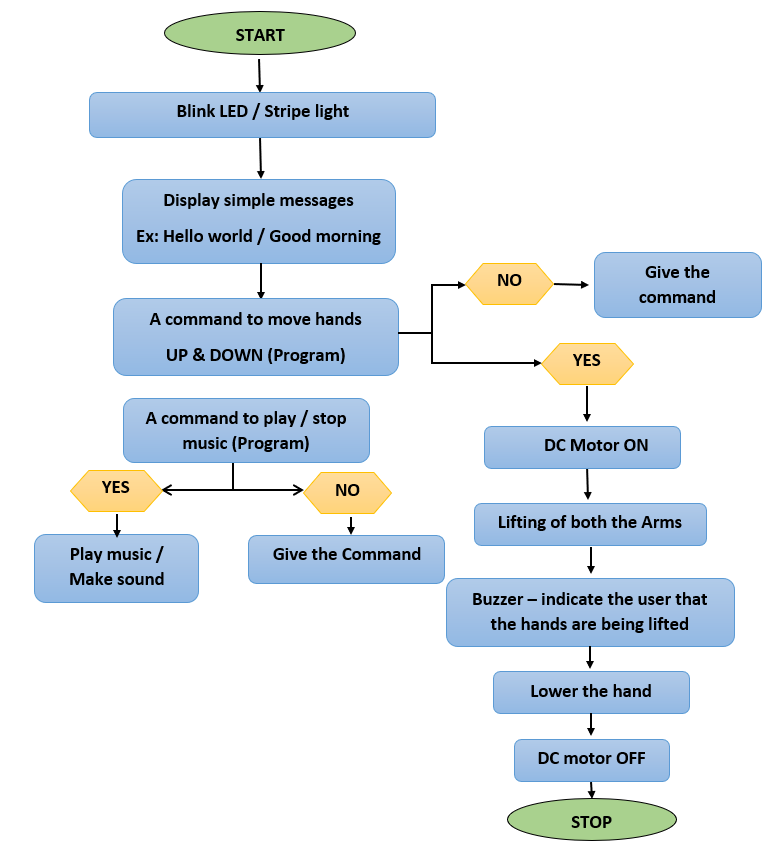 START
Blink LED / Stripe light
Display simple messages
Ex: Hello world / Good morning
A command to move hands
UP & DOWN (Program)
NO
Give the
command
YES
DC Motor ON
Lifting of both the Arms
Buzzer – indicate the user that
the hands are being lifted
Lower the hand
DC motor OFF
STOP
A command to play / stop
music (Program)
YES
NO
Play music /
Make sound
Give the Command